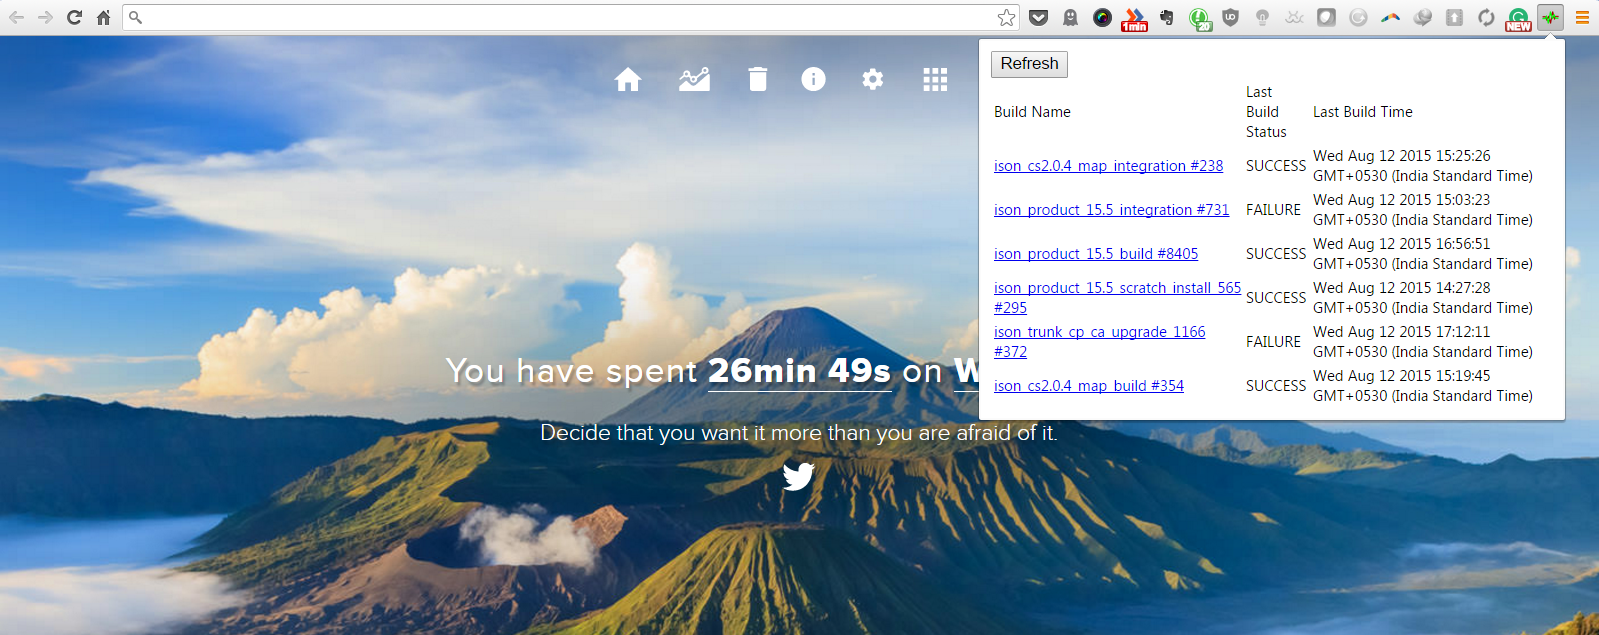 1min
20
NEW
Refresh
Build Name
Last
Build
Status
Last Build Time
ison_cs2.0.4_map_integration #238
SUCCESS
Wed Aug 12 2015 15:25:26
GMT+0530 (India Standard Time)
ison_product_15.5_integration #731
FAILURE
Wed Aug 12 2015 15:03:23
GMT+0530 (India Standard Time)
ison_product_15.5_build #8405
SUCCESS
Wed Aug 12 2015 16:56:51
GMT+0530 (India Standard Time)
ison_product_15.5_scratch_install_565
#295
SUCCESS
Wed Aug 12 2015 14:27:28
GMT+0530 (India Standard Time)
ison_trunk_cp_ca_upgrade_1166
#372
FAILURE
Wed Aug 12 2015 17:12:11
GMT+0530 (India Standard Time)
ison_cs2.0.4_map_build #354
SUCCESS
Wed Aug 12 2015 15:19:45
GMT+0530 (India Standard Time)
You have spent 26min 49s on
Decide that you want it more than you are afraid of it.